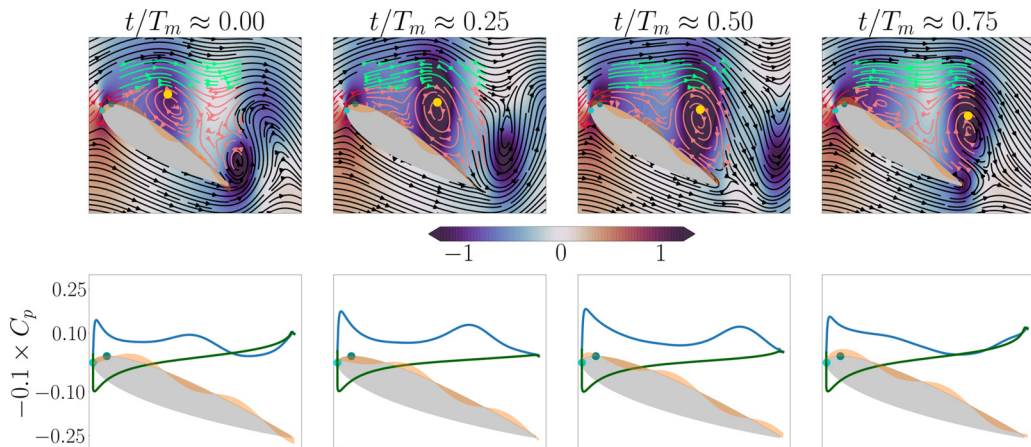 t/T_m ≈ 0.00
t/T_m ≈ 0.25
t/T_m ≈ 0.50
t/T_m ≈ 0.75
−1
0
1
−0.1 × C_p
0.25
0.10
−0.10
−0.25